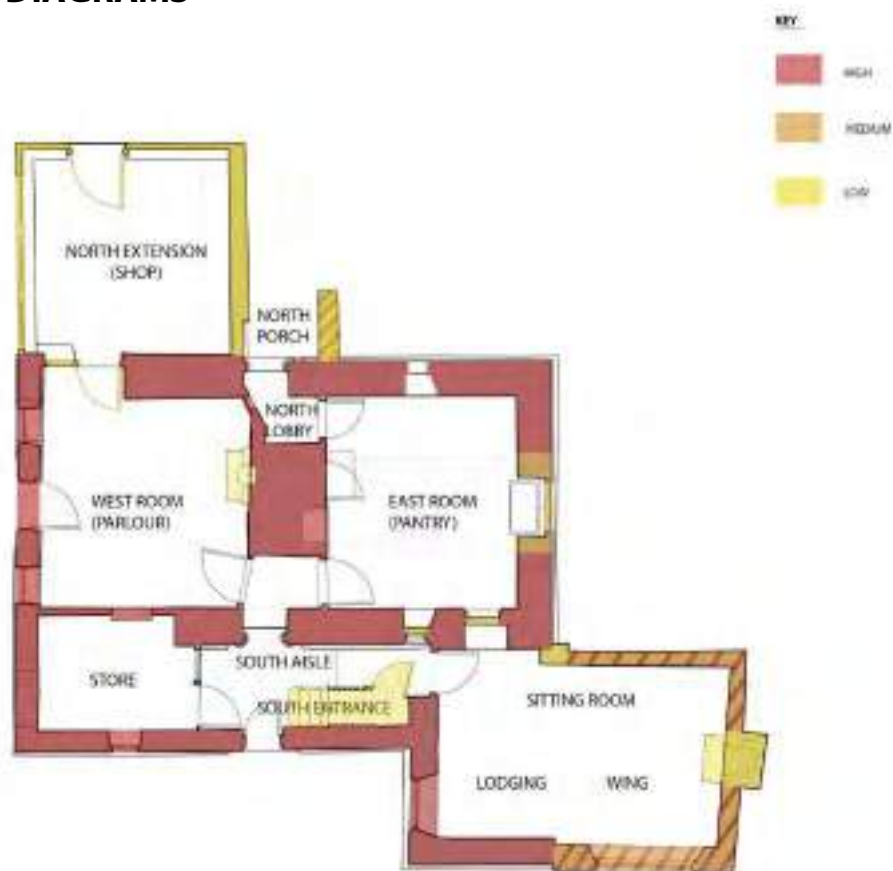 DIAGRAMS
KEY
HIGH
MEDIUM
LOW
NORTH EXTENSION
(SHOP)
NORTH
PORCH
NORTH
LOBBY
WEST ROOM
(PARLOUR)
EAST ROOM
(PANTRY)
SOUTH AISLE
STORE
SOUTH ENTRANCE
SITTING ROOM
LODGING WING